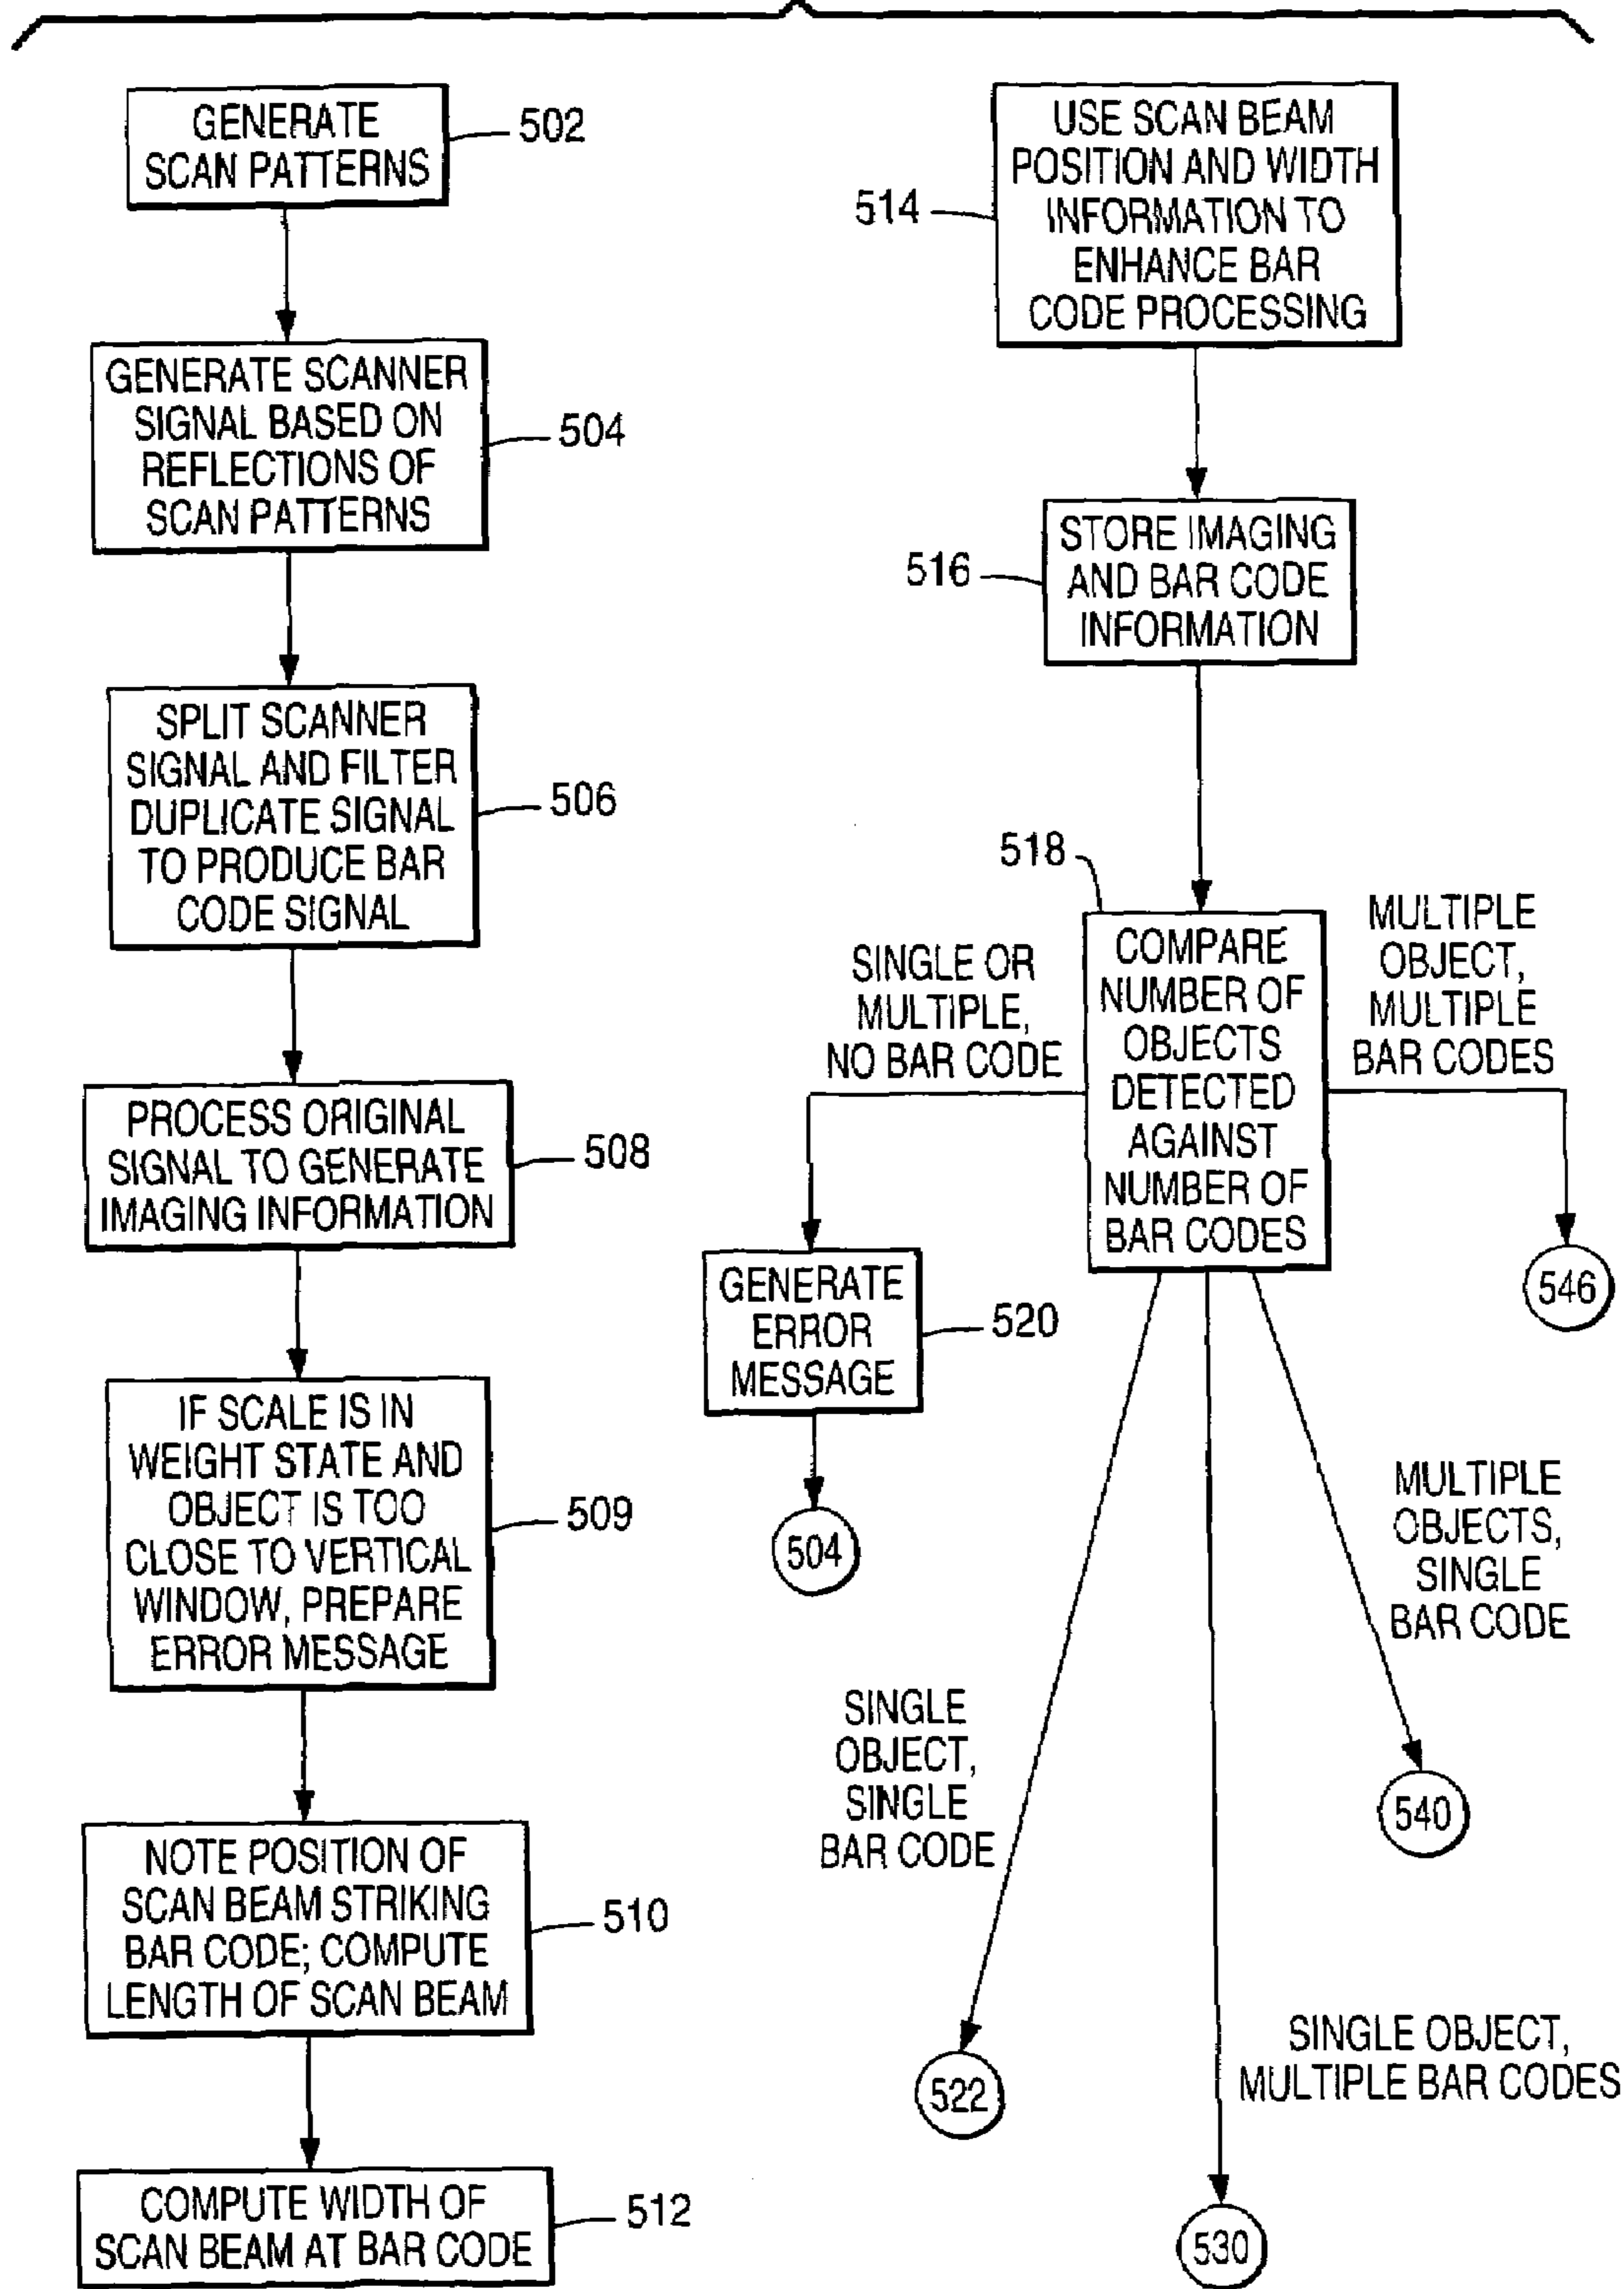 GENERATE
SCAN PATTERNS
502
GENERATE SCANNER
SIGNAL BASED ON
REFLECTIONS OF
SCAN PATTERNS
504
SPLIT SCANNER
SIGNAL AND FILTER
DUPLICATE SIGNAL
TO PRODUCE BAR
CODE SIGNAL
506
PROCESS ORIGINAL
SIGNAL TO GENERATE
IMAGING INFORMATION
508
IF SCALE IS IN
WEIGHT STATE AND
OBJECT IS TOO
CLOSE TO VERTICAL
WINDOW, PREPARE
ERROR MESSAGE
509
NOTE POSITION OF
SCAN BEAM STRIKING
BAR CODE; COMPUTE
LENGTH OF SCAN BEAM
510
COMPUTE WIDTH OF
SCAN BEAM AT BAR CODE
512
USE SCAN BEAM
POSITION AND WIDTH
INFORMATION TO
ENHANCE BAR
CODE PROCESSING
514
STORE IMAGING
AND BAR CODE
INFORMATION
516
518
COMPARE
NUMBER OF
OBJECTS
DETECTED
AGAINST
NUMBER OF
BAR CODES
SINGLE OR
MULTIPLE,
NO BAR CODE
MULTIPLE
OBJECT,
MULTIPLE
BAR CODES
546
GENERATE
ERROR
MESSAGE
520
504
MULTIPLE
OBJECTS,
SINGLE
BAR CODE
540
SINGLE
OBJECT,
SINGLE
BAR CODE
522
SINGLE OBJECT,
MULTIPLE BAR CODES
530